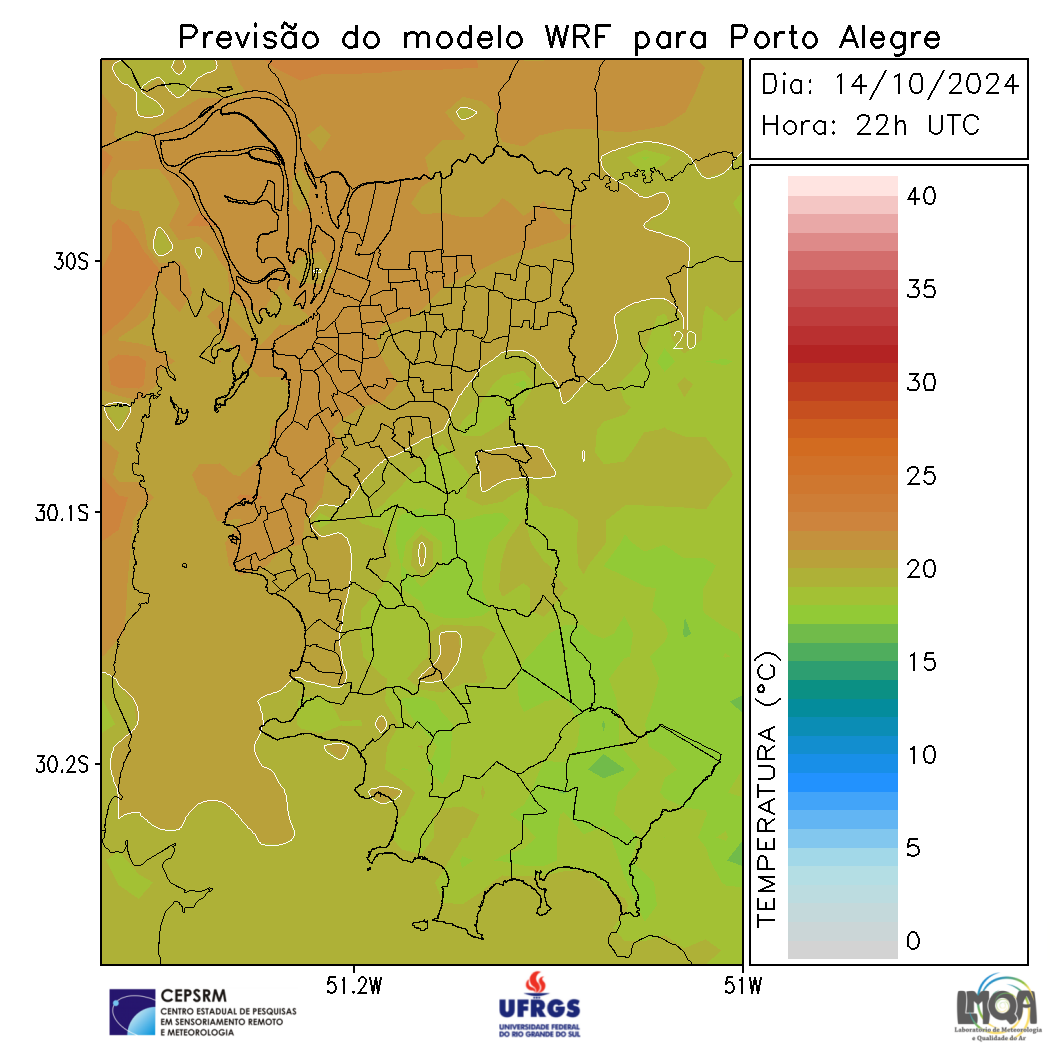 Previsão do modelo WRF para Porto Alegre
Dia: 14/10/2024
Hora: 22h UTC
40
35
30
25
20
15
10
5
0
TEMPERATURA (°C)
30S
30.1S
30.2S
20
51.2W
51W
CEPSRM
CENTRO ESTADUAL DE PESQUISAS
EM SENSORIAMENTO REMOTO
E METEOROLOGIA
UFRGS
UNIVERSIDADE FEDERAL
DO RIO GRANDE DO SUL
LMQA
Laboratório de Meteorologia
e Qualidade do Ar